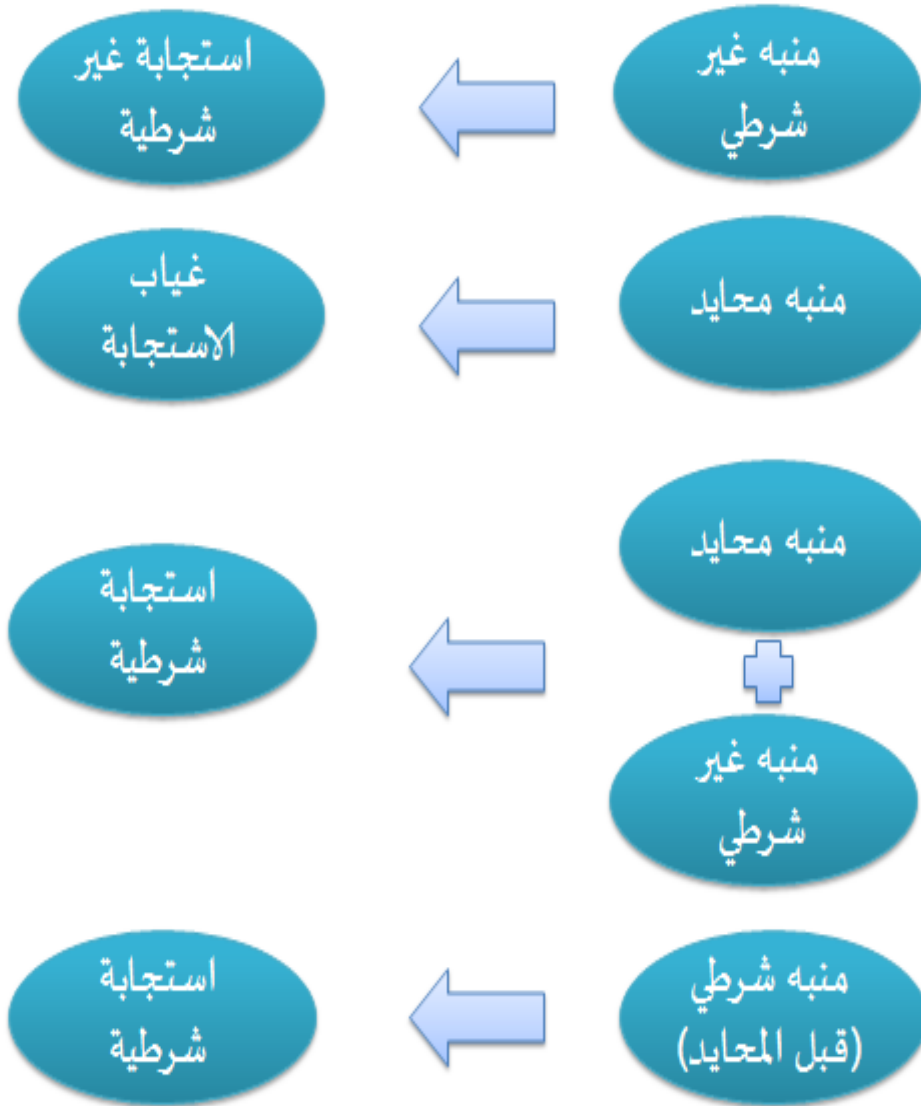 منبه غير
شرطي
استجابة غير
شرطية
منبه محايد
غياب
الاستجابة
منبه محايد
منبه غير
شرطي
استجابة
شرطية
منبه شرطي
(قبل المحايد)
استجابة
شرطية